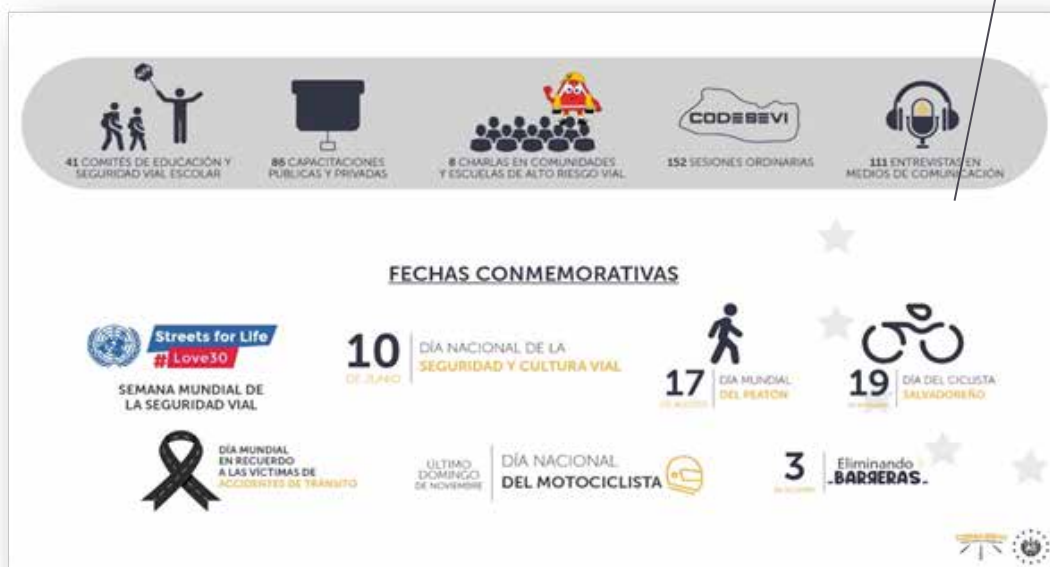 41 COMITÉS DE EDUCACIÓN Y
SEGURIDAD VIAL ESCOLAR
86 CAPACITACIONES
PÚBLICAS Y PRIVADAS
8 CHARLAS EN COMUNIDADES
Y ESCUELAS DE ALTO RIESGO VIAL
CODESEVI
152 SESIONES ORDINARIAS
111 ENTREVISTAS EN
MEDIOS DE COMUNICACIÓN
FECHAS CONMEMORATIVAS
Streets for Life
#Love30
SEMANA MUNDIAL DE
LA SEGURIDAD VIAL
10
DE JUNIO
DÍA NACIONAL DE LA
SEGURIDAD Y CULTURA VIAL
17
DÍA MUNDIAL
DEL PEATÓN
19
DÍA DEL CICLISTA
SALVADOREÑO
DÍA MUNDIAL
EN RECUERDO
A LAS VÍCTIMAS DE
ACCIDENTES DE TRÁNSITO
ÚLTIMO
DOMINGO
DE NOVIEMBRE
DÍA NACIONAL
DEL MOTOCICLISTA
3
Eliminando
BARRERAS